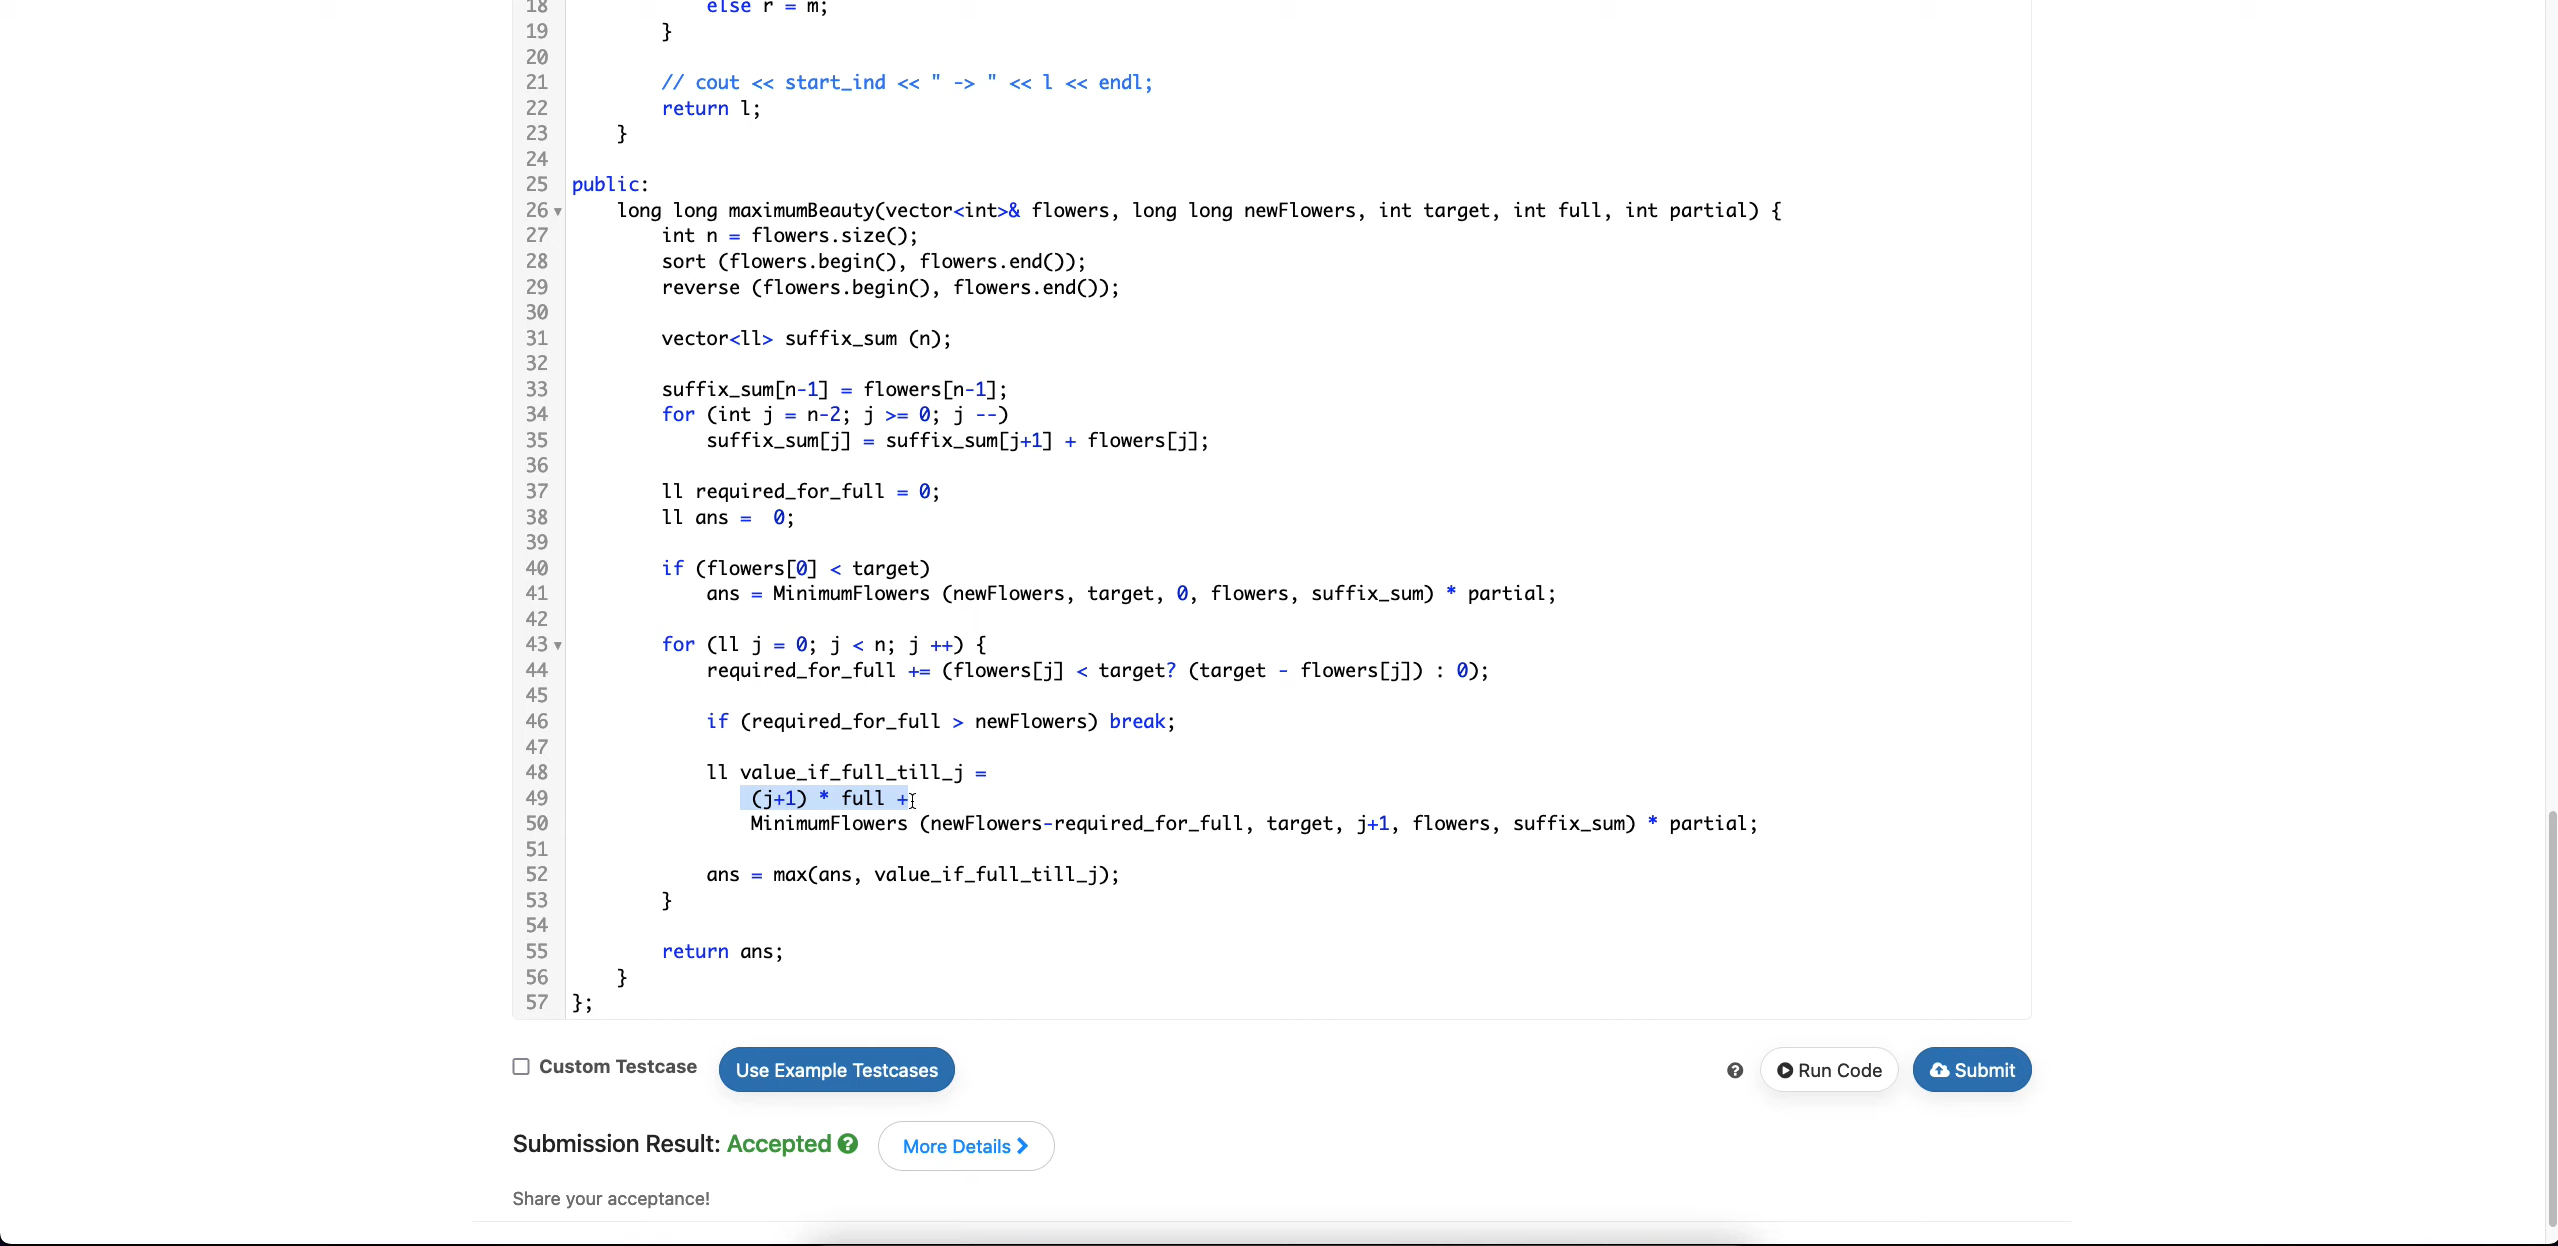 18 else r = m;
19 }
20
21 // cout << start_ind << " -> " << l << endl;
22 return l;
23 }
24
25 public:
26 long long maximumBeauty(vector<int>& flowers, long long newFlowers, int target, int full, int partial) {
27 int n = flowers.size();
28 sort (flowers.begin(), flowers.end());
29 reverse (flowers.begin(), flowers.end());
30
31 vector<ll> suffix_sum (n);
32
33 suffix_sum[n-1] = flowers[n-1];
34 for (int j = n-2; j >= 0; j --)
35 suffix_sum[j] = suffix_sum[j+1] + flowers[j];
36
37 ll required_for_full = 0;
38 ll ans =  0;
39
40 if (flowers[0] < target)
41 ans = MinimumFlowers (newFlowers, target, 0, flowers, suffix_sum) * partial;
42
43 for (ll j = 0; j < n; j ++) {
44 required_for_full += (flowers[j] < target? (target - flowers[j]) : 0);
45
46 if (required_for_full > newFlowers) break;
47
48 ll value_if_full_till_j =
49 (j+1) * full +
50 MinimumFlowers (newFlowers-required_for_full, target, j+1, flowers, suffix_sum) * partial;
51
52 ans = max(ans, value_if_full_till_j);
53 }
54
55 return ans;
56 }
57 };
Custom Testcase Use Example Testcases Run Code Submit
Submission Result: Accepted More Details
Share your acceptance!